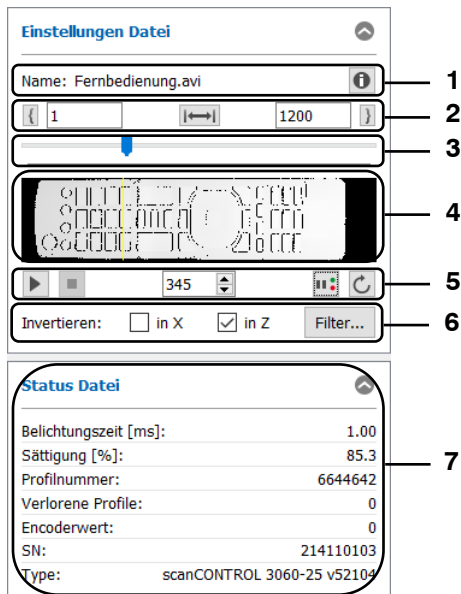 Einstellungen Datei
Name: Fernbedienung.avi 1
{ 1 1200 } 2
3
4
345 5
Invertieren: in X in Z Filter... 6
Status Datei
Belichtungszeit [ms]: 1.00
Sättigung [%]: 85.3
Profilnummer: 6644642
Verlorene Profile: 0
Encoderwert: 0
SN: 214110103
Type: scanCONTROL 3060-25 v52104
7